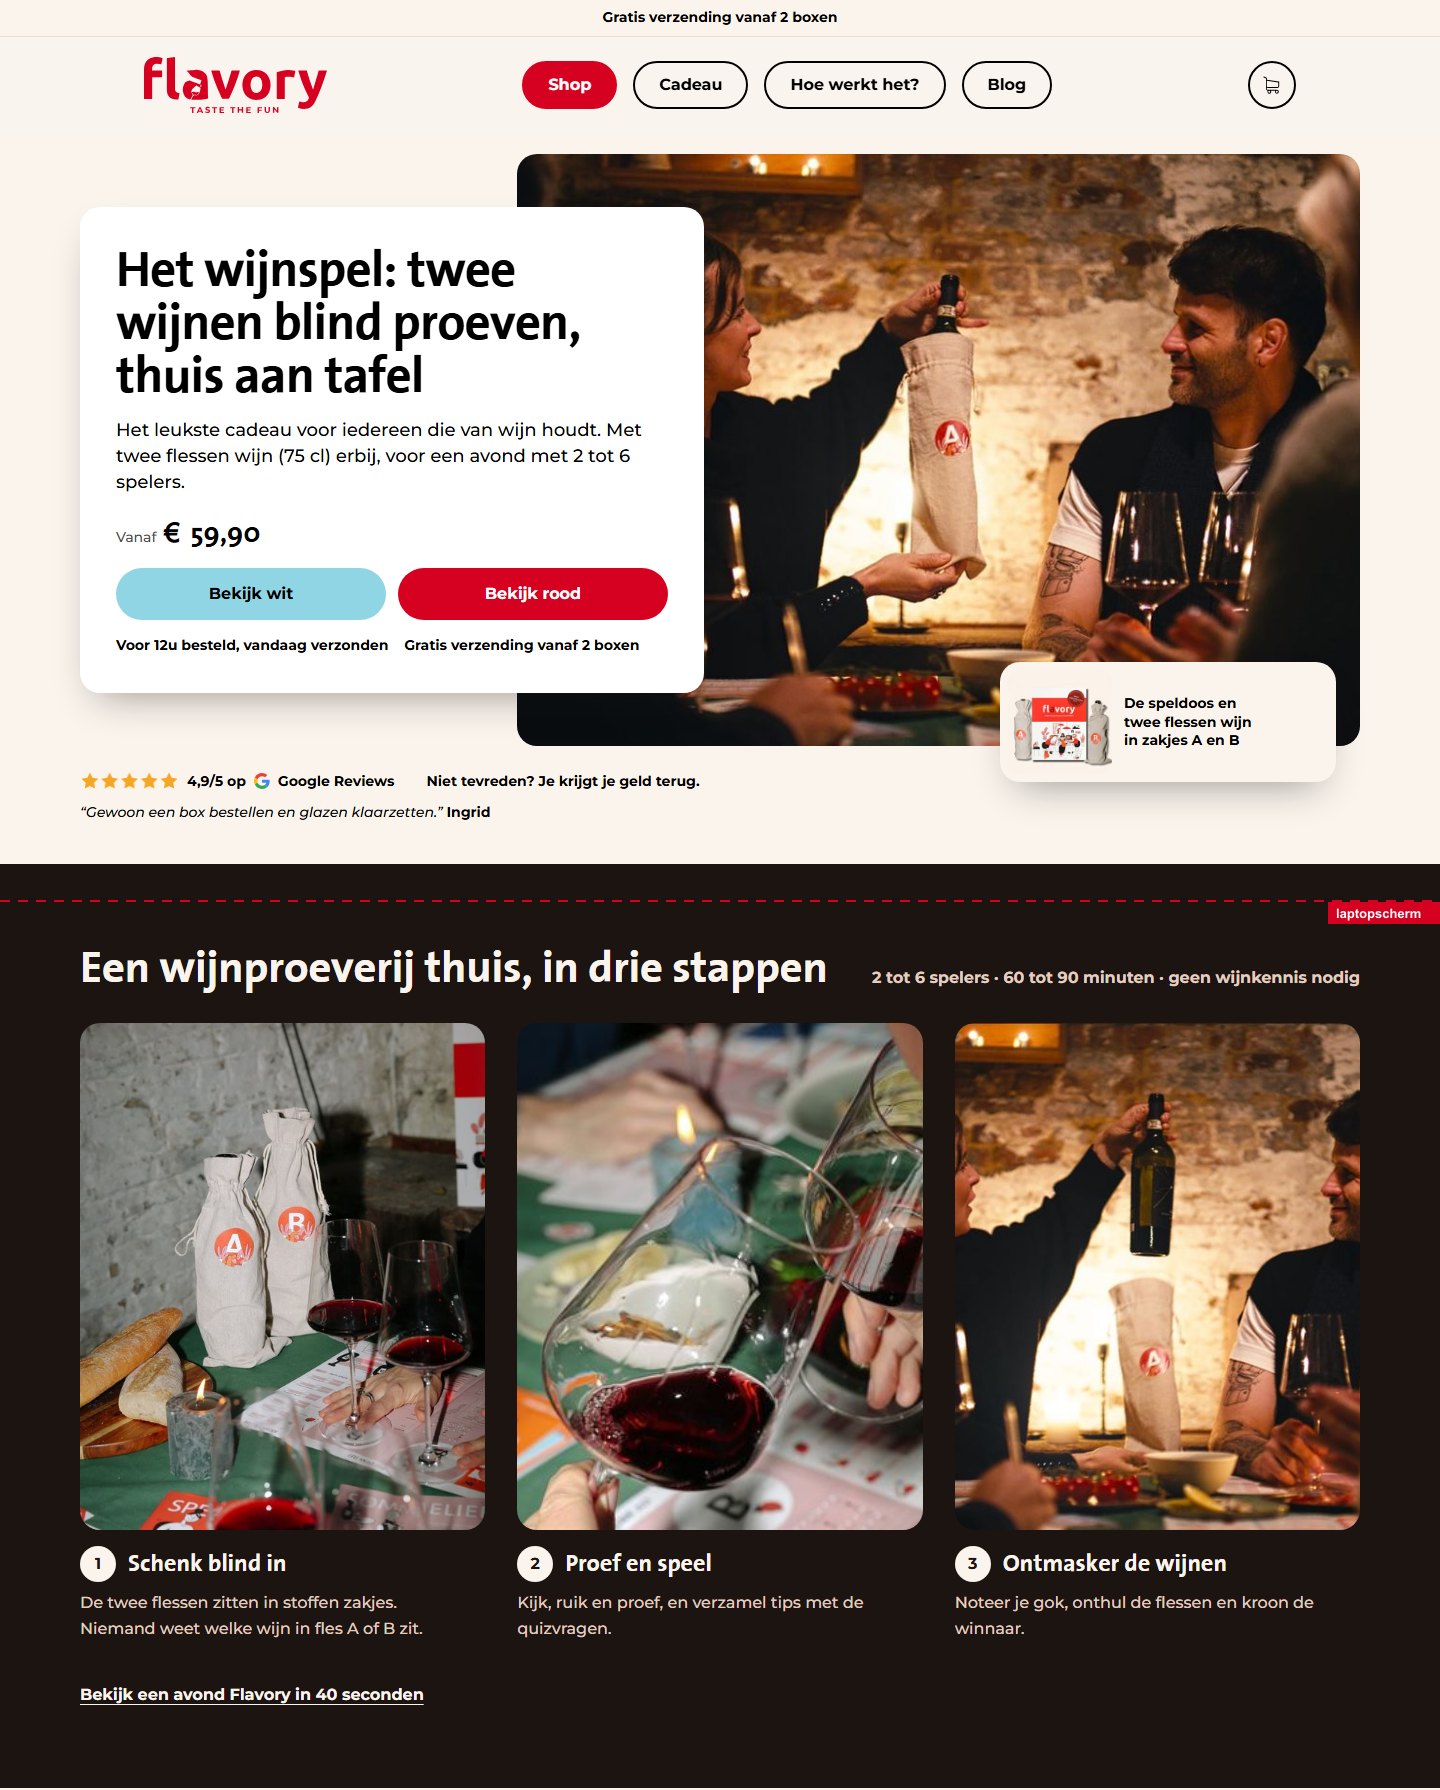 Gratis verzending vanaf 2 boxen
flavory
TASTE THE FUN
Shop
Cadeau
Hoe werkt het?
Blog
Het wijnspel: twee
wijnen blind proeven,
thuis aan tafel
Het leukste cadeau voor iedereen die van wijn houdt. Met
twee flessen wijn (75 cl) erbij, voor een avond met 2 tot 6
spelers.
Vanaf € 59,90
Bekijk wit
Bekijk rood
Voor 12u besteld, vandaag verzonden
Gratis verzending vanaf 2 boxen
A
flavory
A
B
De speldoos en
twee flessen wijn
in zakjes A en B
4,9/5 op Google Reviews
Niet tevreden? Je krijgt je geld terug.
“Gewoon een box bestellen en glazen klaarzetten.” Ingrid
laptopscherm
Een wijnproeverij thuis, in drie stappen
2 tot 6 spelers · 60 tot 90 minuten · geen wijnkennis nodig
A
B
SOMMELIER
B
A
1 Schenk blind in
De twee flessen zitten in stoffen zakjes.
Niemand weet welke wijn in fles A of B zit.
2 Proef en speel
Kijk, ruik en proef, en verzamel tips met de
quizvragen.
3 Ontmasker de wijnen
Noteer je gok, onthul de flessen en kroon de
winnaar.
Bekijk een avond Flavory in 40 seconden